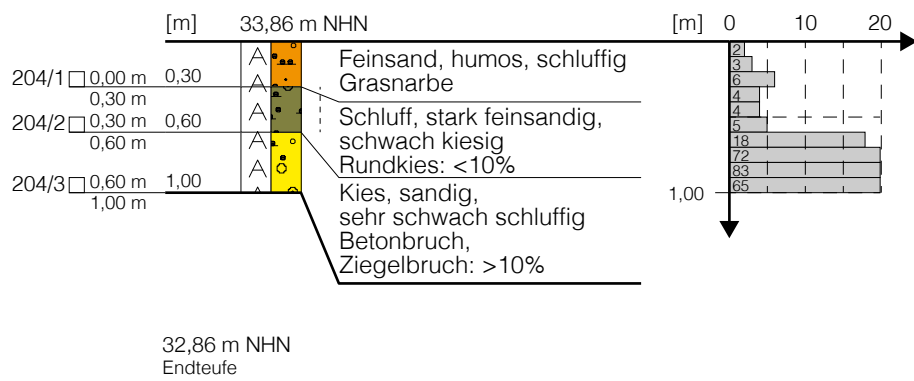 [m] 33,86 m NHN [m] 0 10 20
A
A
A
A
A
204/1 0,00 m 0,30
0,30 m
204/2 0,30 m 0,60
0,60 m
204/3 0,60 m 1,00
1,00 m
Feinsand, humos, schluffig
Grasnarbe
Schluff, stark feinsandig,
schwach kiesig
Rundkies: <10%
Kies, sandig,
sehr schwach schluffig
Betonbruch,
Ziegelbruch: >10%
2
3
6
4
4
5
18
72
83
65
1,00
32,86 m NHN
Endteufe